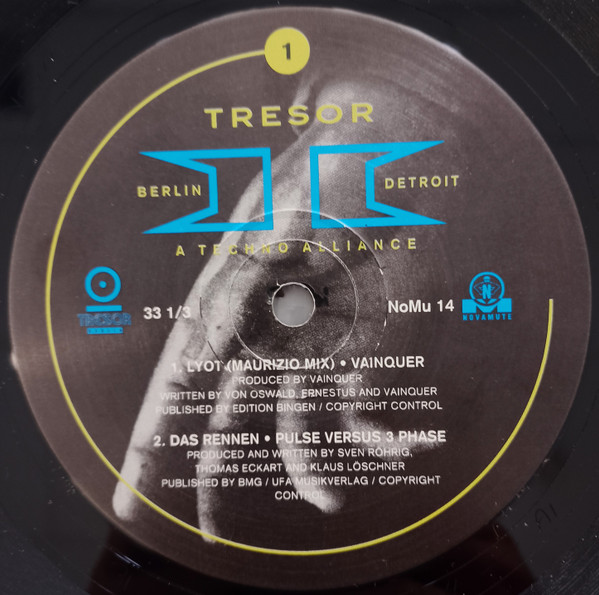 1
TRESOR
II
BERLIN
DETROIT
A TECHNO ALLIANCE
TRESOR
BERLIN
33 1/3
NoMu 14
N
NOVAMUTE
1. LYOT (MAURIZIO MIX) • VAINQUER
PRODUCED BY VAINQUER
WRITTEN BY VON OSWALD, ERNESTUS AND VAINQUER
PUBLISHED BY EDITION BINGEN / COPYRIGHT CONTROL
2. DAS RENNEN • PULSE VERSUS 3 PHASE
PRODUCED AND WRITTEN BY SVEN RÖHRIG,
THOMAS ECKART AND KLAUS LÖSCHNER
PUBLISHED BY BMG / UFA MUSIKVERLAG / COPYRIGHT
CONTROL
A1